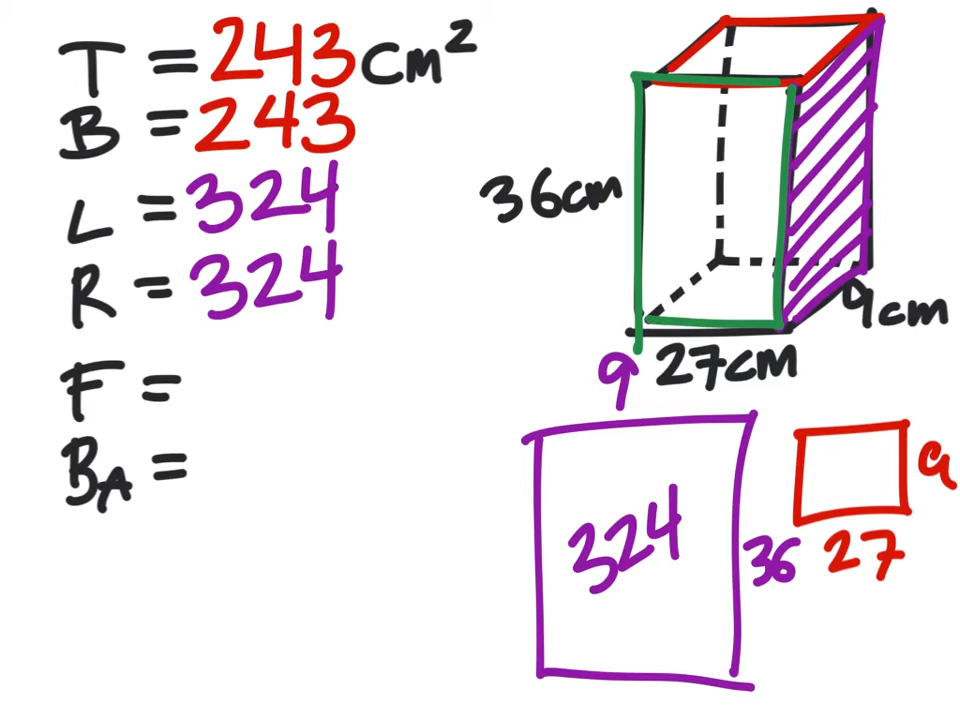 T = 243 cm²
B = 243
L = 324
R = 324
F =
BA =
36cm
9cm
27cm
9
324
36
9
27